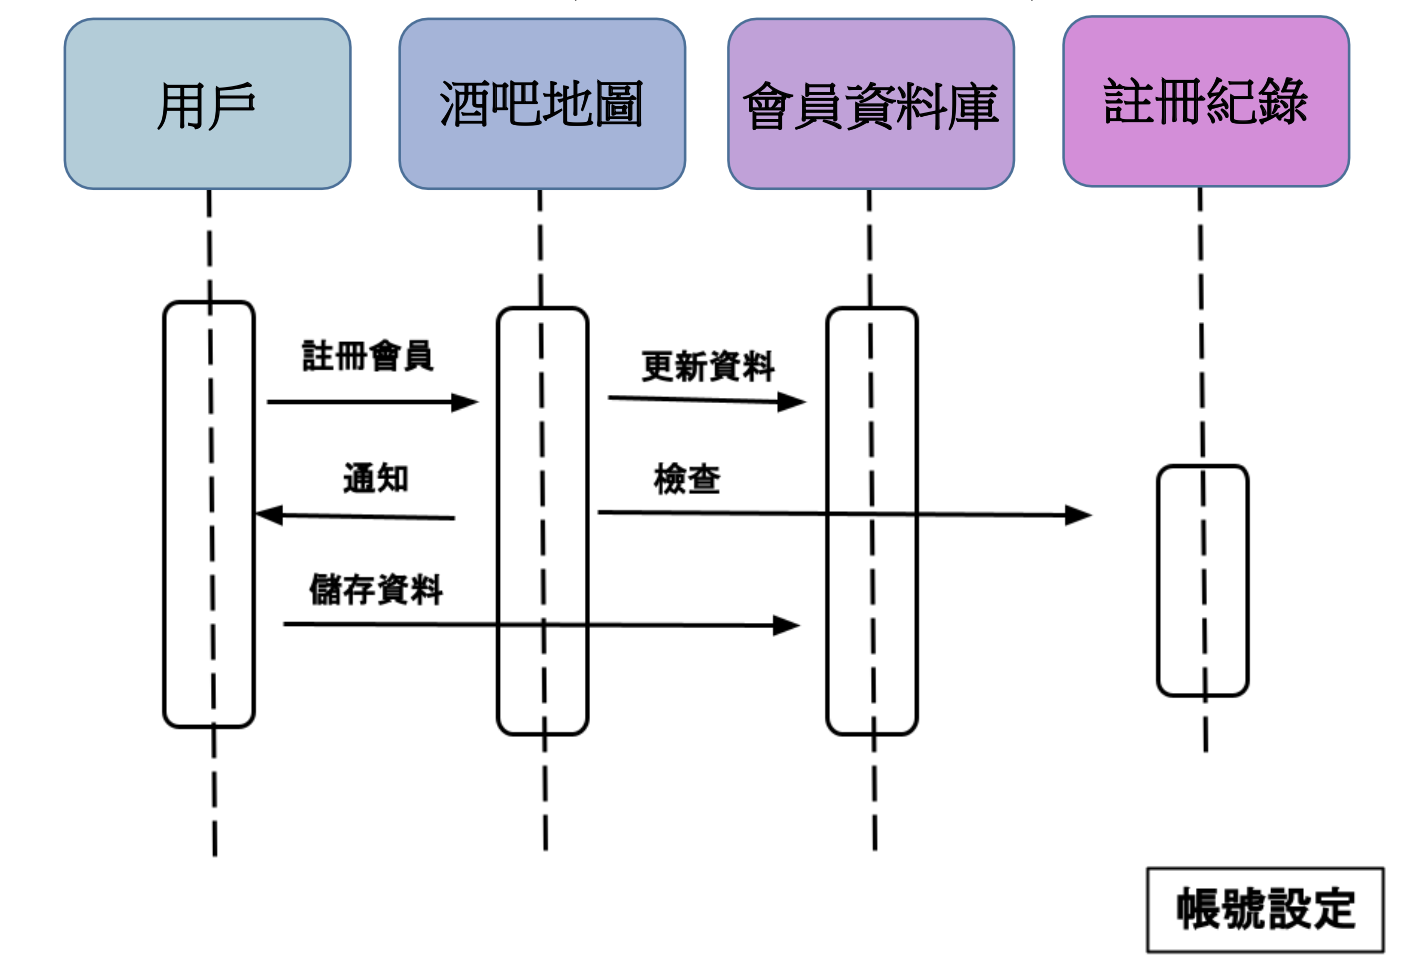 用戶
酒吧地圖
會員資料庫
註冊紀錄
註冊會員
更新資料
通知
檢查
儲存資料
帳號設定